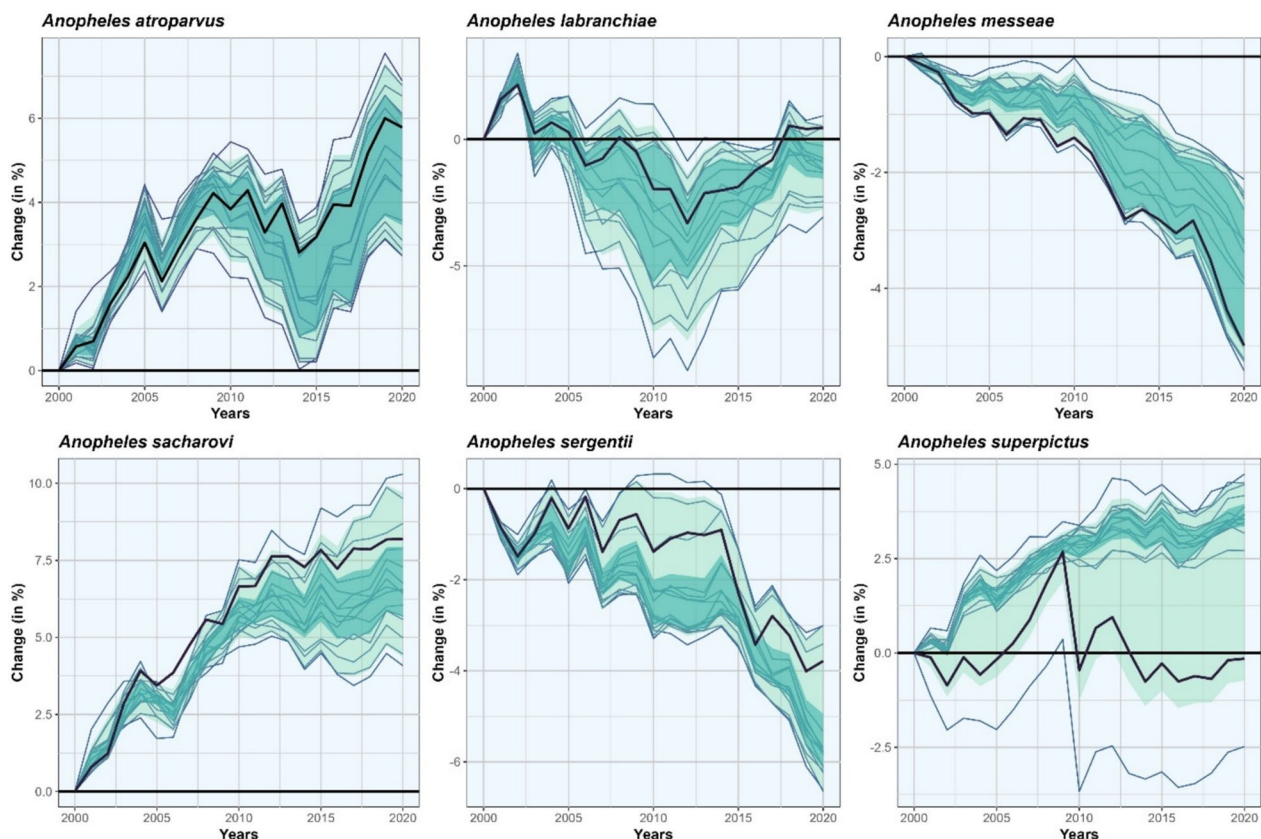 Anopheles atroparvus
Change (in %)
6
4
2
0
2000 2005 2010 2015 2020
Years
Anopheles labranchiae
Change (in %)
0
-5
2000 2005 2010 2015 2020
Years
Anopheles messeae
Change (in %)
0
-2
-4
2000 2005 2010 2015 2020
Years
Anopheles sacharovi
Change (in %)
10.0
7.5
5.0
2.5
0.0
2000 2005 2010 2015 2020
Years
Anopheles sergentii
Change (in %)
0
-2
-4
-6
2000 2005 2010 2015 2020
Years
Anopheles superpictus
Change (in %)
5.0
2.5
0.0
-2.5
2000 2005 2010 2015 2020
Years